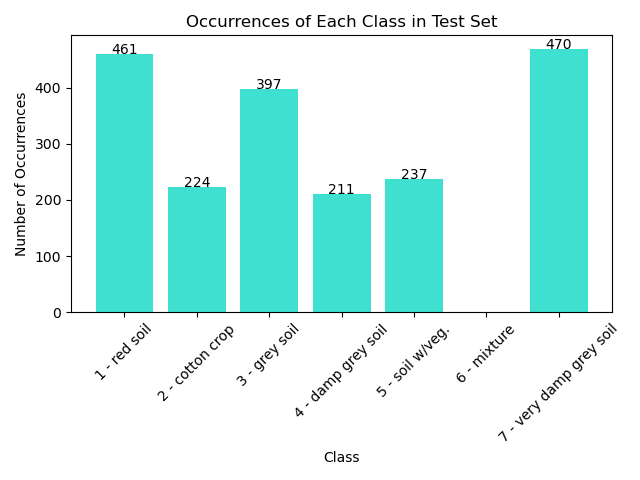 Occurrences of Each Class in Test Set
Number of Occurrences
400
300
200
100
0
461
224
397
211
237
470
1 - red soil
2 - cotton crop
3 - grey soil
4 - damp grey soil
5 - soil w/veg.
6 - mixture
7 - very damp grey soil
Class